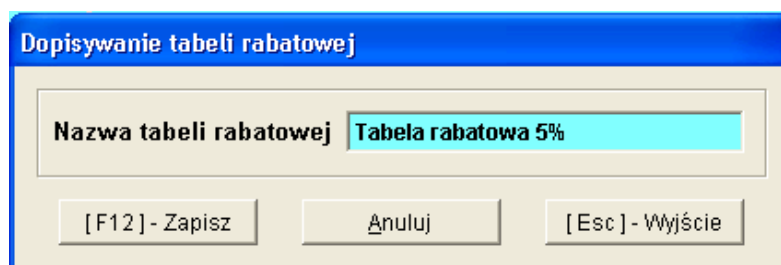 Dopisywanie tabeli rabatowej
Nazwa tabeli rabatowej Tabela rabatowa 5%
[ F12 ] - Zapisz Anuluj [ Esc ] - Wyjście